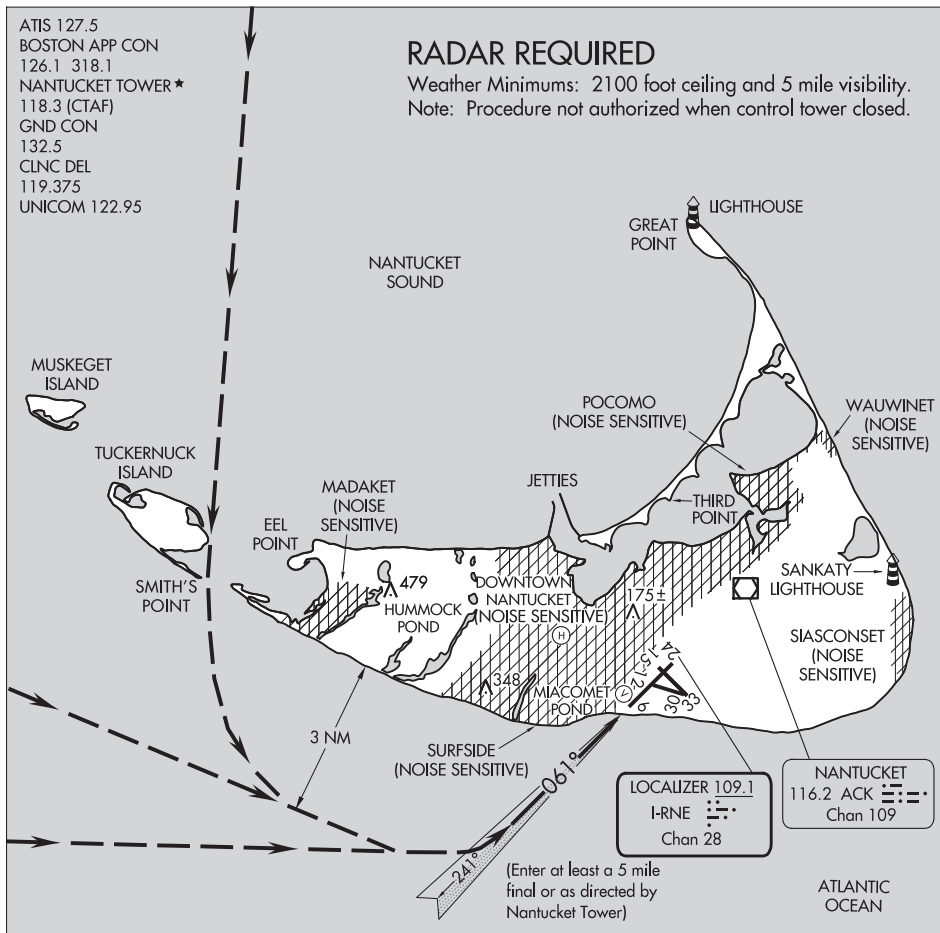 ATIS 127.5
BOSTON APP CON
126.1 318.1
NANTUCKET TOWER★
118.3 (CTAF)
GND CON
132.5
CLNC DEL
119.375
UNICOM 122.95
RADAR REQUIRED
Weather Minimums: 2100 foot ceiling and 5 mile visibility.
Note: Procedure not authorized when control tower closed.
LIGHTHOUSE
GREAT
POINT
NANTUCKET
SOUND
MUSKEGET
ISLAND
TUCKERNUCK
ISLAND
SMITH'S
POINT
EEL
POINT
MADAKET
(NOISE
SENSITIVE)
479
HUMMOCK
POND
JETTIES
POCOMO
(NOISE SENSITIVE)
WAUWINET
(NOISE
SENSITIVE)
THIRD
POINT
DOWNTOWN
NANTUCKET
(NOISE SENSITIVE)
H
175±
SANKATY
LIGHTHOUSE
SIASCONSET
(NOISE
SENSITIVE)
348
MIACOMET
POND
V
6
12
15
24
30
33
3 NM
SURFSIDE
(NOISE SENSITIVE)
061°
241°
(Enter at least a 5 mile
final or as directed by
Nantucket Tower)
LOCALIZER 109.1
I-RNE
Chan 28
NANTUCKET
116.2 ACK
Chan 109
ATLANTIC
OCEAN